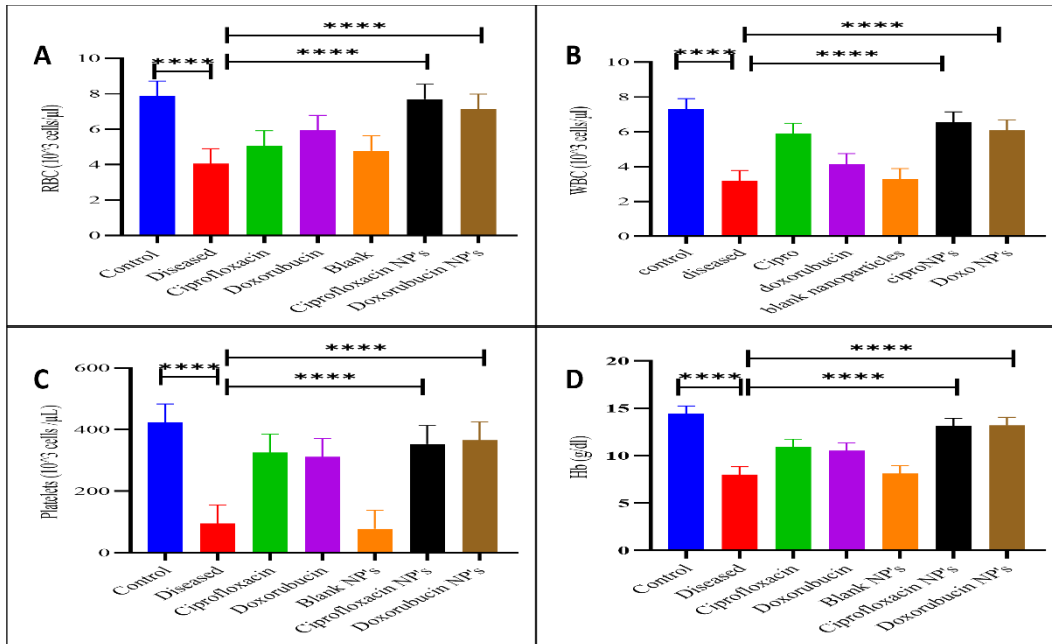 A
****
****
****
RBC (10^3 cells/µl)
10
8
6
4
2
0
Control
Diseased
Ciprofloxacin
Doxorubucin
Blank
Ciprofloxacin NP's
Doxorubucin NP's
B
****
****
****
WBC (10^3 cells/µl)
10
8
6
4
2
0
control
diseased
Cipro
doxorubucin
blank nanoparticles
ciproNP's
Doxo NP's
C
****
****
****
Platelets (10^3 cells /µL)
600
400
200
0
Control
Diseased
Ciprofloxacin
Doxorubucin
Blank NP's
Ciprofloxacin NP's
Doxorubucin NP's
D
****
****
****
Hb (g/dl)
20
15
10
5
0
Control
Diseased
Ciprofloxacin
Doxorubucin
Blank NP's
Ciprofloxacin NP's
Doxorubucin NP's